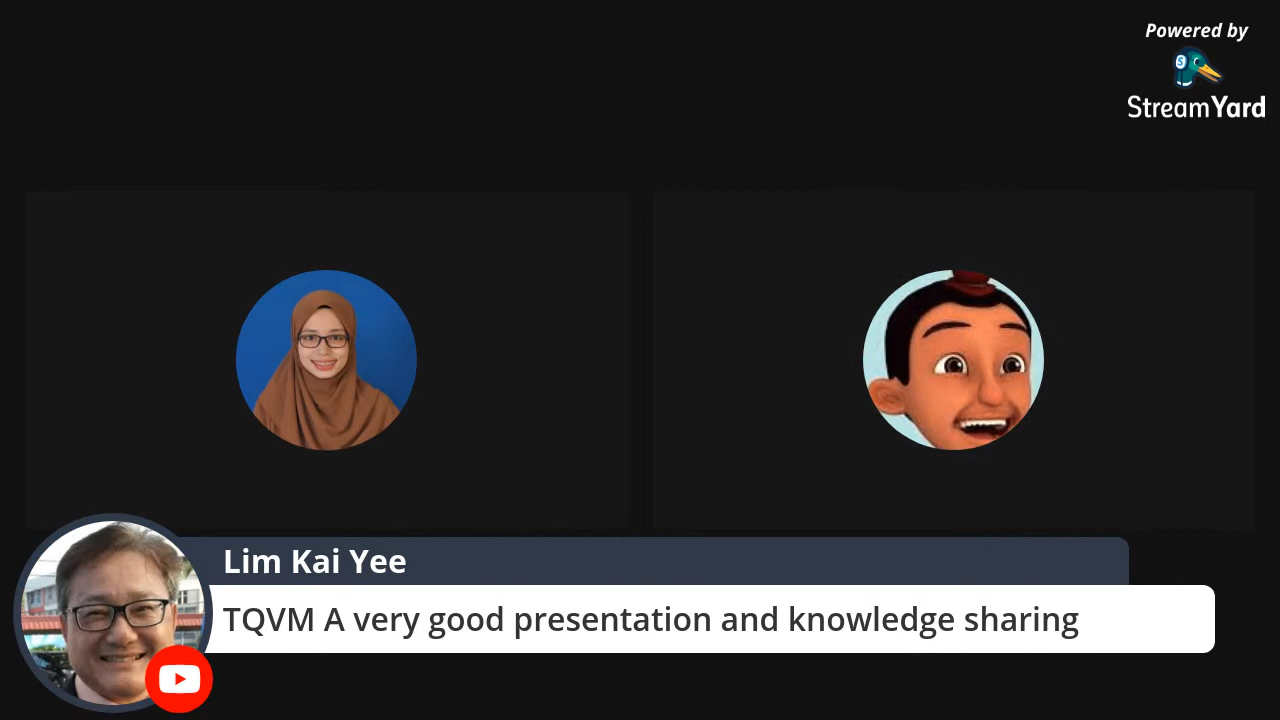 Powered by
StreamYard
Lim Kai Yee
TQVM A very good presentation and knowledge sharing